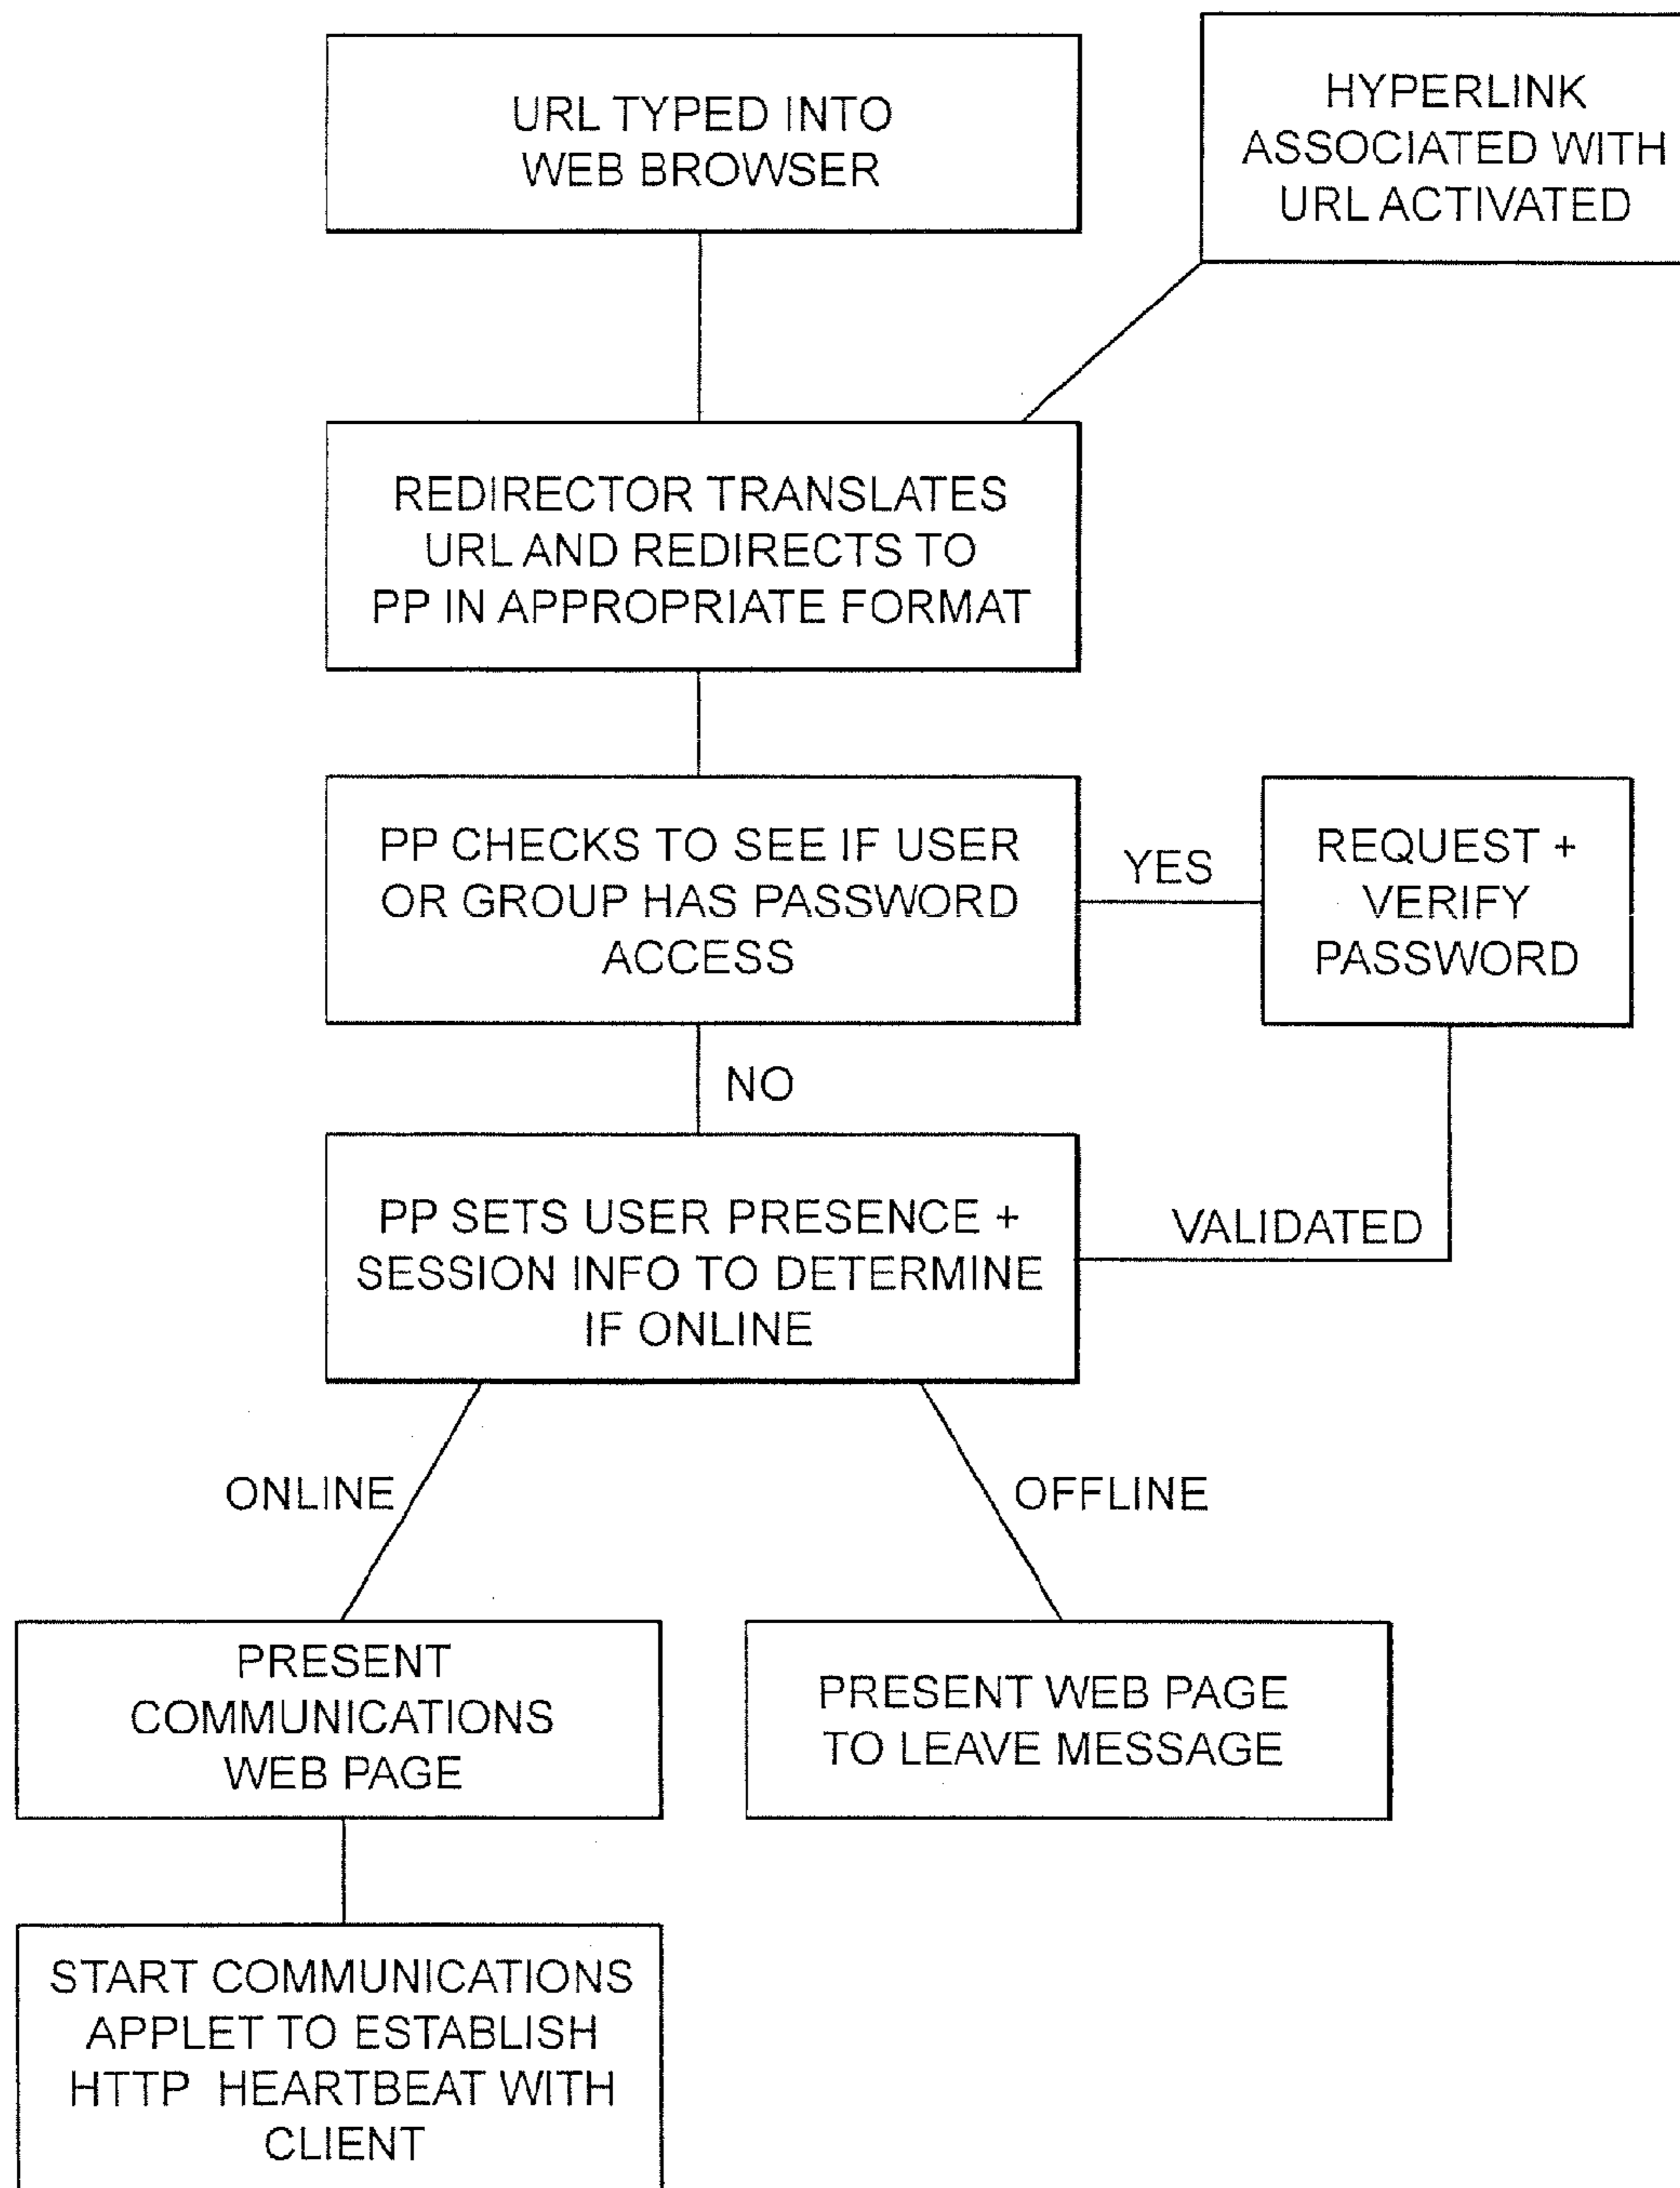 URL TYPED INTO
WEB BROWSER
HYPERLINK
ASSOCIATED WITH
URL ACTIVATED
REDIRECTOR TRANSLATES
URL AND REDIRECTS TO
PP IN APPROPRIATE FORMAT
PP CHECKS TO SEE IF USER
OR GROUP HAS PASSWORD
ACCESS
YES
REQUEST +
VERIFY
PASSWORD
NO
PP SETS USER PRESENCE +
SESSION INFO TO DETERMINE
IF ONLINE
VALIDATED
ONLINE
OFFLINE
PRESENT
COMMUNICATIONS
WEB PAGE
PRESENT WEB PAGE
TO LEAVE MESSAGE
START COMMUNICATIONS
APPLET TO ESTABLISH
HTTP HEARTBEAT WITH
CLIENT